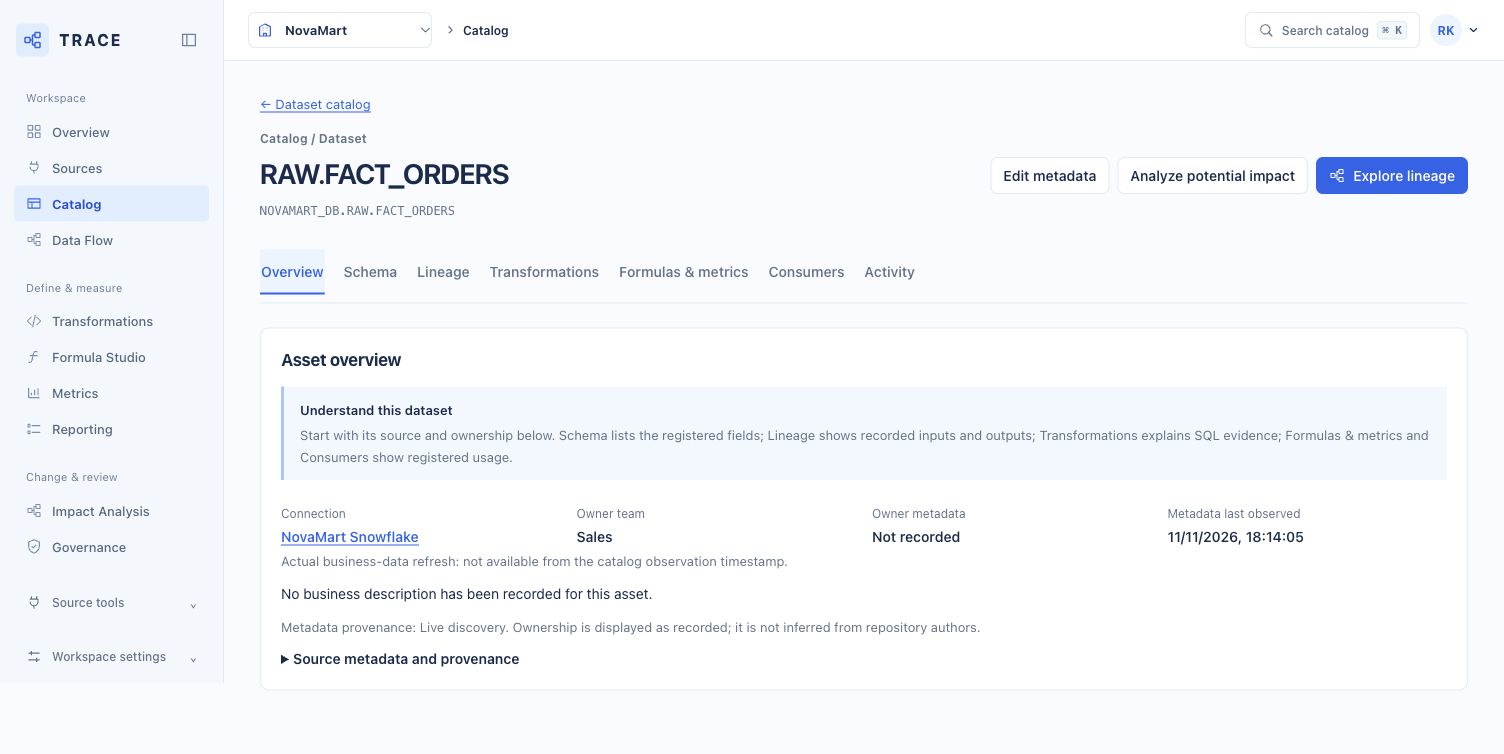 TRACE
Workspace
Overview
Sources
Catalog
Data Flow
Define & measure
Transformations
Formula Studio
Metrics
Reporting
Change & review
Impact Analysis
Governance
Source tools
Workspace settings
NovaMart
Catalog
Search catalog ⌘ K
RK
← Dataset catalog
Catalog / Dataset
RAW.FACT_ORDERS
NOVAMART_DB.RAW.FACT_ORDERS
Edit metadata
Analyze potential impact
Explore lineage
Overview Schema Lineage Transformations Formulas & metrics Consumers Activity
Asset overview
Understand this dataset
Start with its source and ownership below. Schema lists the registered fields; Lineage shows recorded inputs and outputs; Transformations explains SQL evidence; Formulas & metrics and
Consumers show registered usage.
Connection Owner team Owner metadata Metadata last observed
NovaMart Snowflake Sales Not recorded 11/11/2026, 18:14:05
Actual business-data refresh: not available from the catalog observation timestamp.
No business description has been recorded for this asset.
Metadata provenance: Live discovery. Ownership is displayed as recorded; it is not inferred from repository authors.
Source metadata and provenance